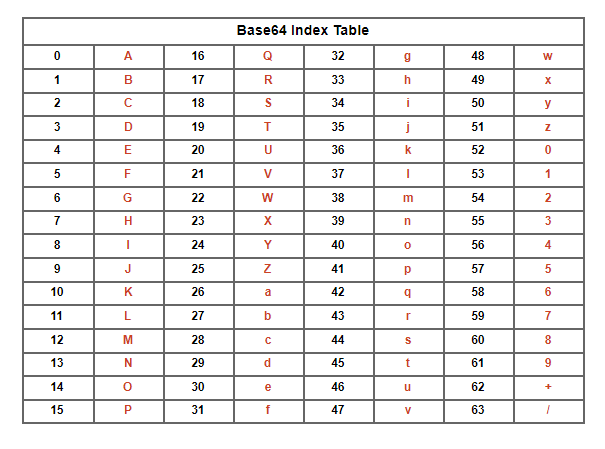 Base64 Index Table
0 A 16 Q 32 g 48 w
1 B 17 R 33 h 49 x
2 C 18 S 34 i 50 y
3 D 19 T 35 j 51 z
4 E 20 U 36 k 52 0
5 F 21 V 37 l 53 1
6 G 22 W 38 m 54 2
7 H 23 X 39 n 55 3
8 I 24 Y 40 o 56 4
9 J 25 Z 41 p 57 5
10 K 26 a 42 q 58 6
11 L 27 b 43 r 59 7
12 M 28 c 44 s 60 8
13 N 29 d 45 t 61 9
14 O 30 e 46 u 62 +
15 P 31 f 47 v 63 /